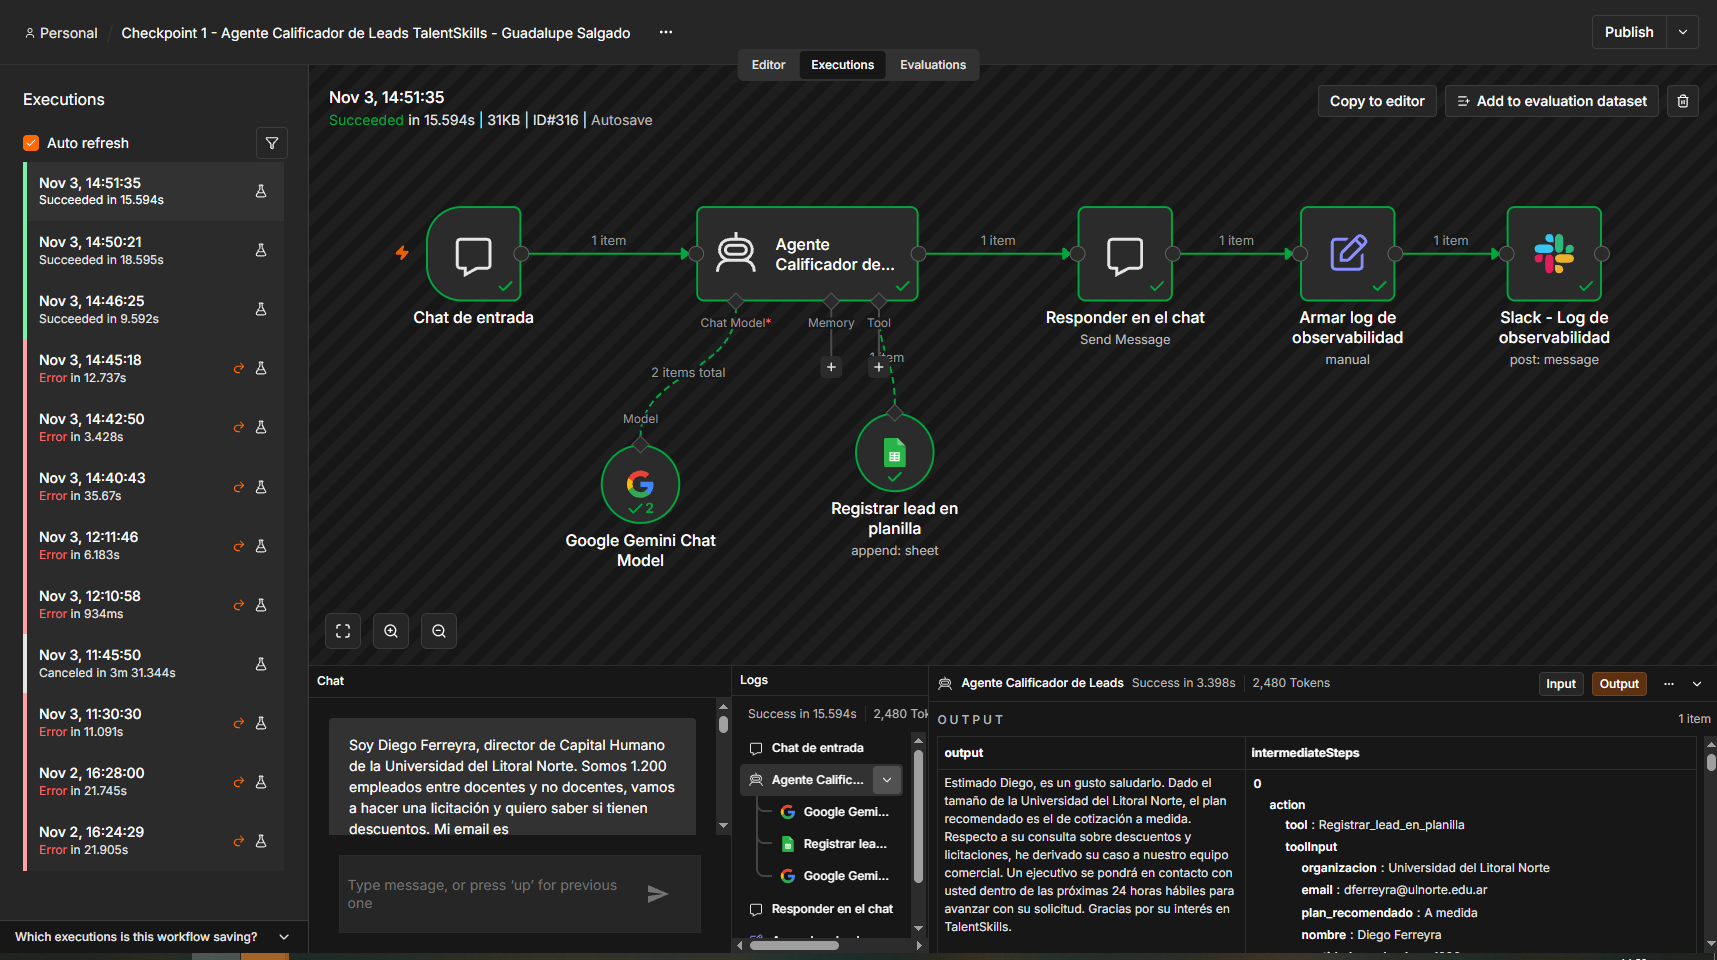 Personal / Checkpoint 1 - Agente Calificador de Leads TalentSkills - Guadalupe Salgado ...
Publish
Editor Executions Evaluations
Executions
Auto refresh
Nov 3, 14:51:35
Succeeded in 15.594s
Nov 3, 14:50:21
Succeeded in 18.595s
Nov 3, 14:46:25
Succeeded in 9.592s
Nov 3, 14:45:18
Error in 12.737s
Nov 3, 14:42:50
Error in 3.428s
Nov 3, 14:40:43
Error in 35.67s
Nov 3, 12:11:46
Error in 6.183s
Nov 3, 12:10:58
Error in 934ms
Nov 3, 11:45:50
Canceled in 3m 31.344s
Nov 3, 11:30:30
Error in 11.091s
Nov 2, 16:28:00
Error in 21.745s
Nov 2, 16:24:29
Error in 21.905s
Which executions is this workflow saving?
Nov 3, 14:51:35
Succeeded in 15.594s | 31KB | ID#316 | Autosave
Copy to editor
Add to evaluation dataset
Chat de entrada
1 item
Agente
Calificador de...
Chat Model*
Memory
Tool
1 item
Responder en el chat
Send Message
1 item
Armar log de
observabilidad
manual
1 item
Slack - Log de
observabilidad
post: message
2 items total
Model
2
Google Gemini Chat
Model
1 item
Registrar lead en
planilla
append: sheet
Chat
Soy Diego Ferreyra, director de Capital Humano
de la Universidad del Litoral Norte. Somos 1.200
empleados entre docentes y no docentes, vamos
a hacer una licitación y quiero saber si tienen
descuentos. Mi email es
Type message, or press ‘up’ for previous
one
Logs
Success in 15.594s 2,480 Tok
Chat de entrada
Agente Calific...
Google Gemi...
Registrar lea...
Google Gemi...
Responder en el chat
Agente Calificador de Leads Success in 3.398s 2,480 Tokens
Input
Output
...
OUTPUT
1 item
output
Estimado Diego, es un gusto saludarlo. Dado el
tamaño de la Universidad del Litoral Norte, el plan
recomendado es el de cotización a medida.
Respecto a su consulta sobre descuentos y
licitaciones, he derivado su caso a nuestro equipo
comercial. Un ejecutivo se pondrá en contacto con
usted dentro de las próximas 24 horas hábiles para
avanzar con su solicitud. Gracias por su interés en
TalentSkills.
intermediateSteps
0
action
tool : Registrar_lead_en_planilla
toolInput
organizacion : Universidad del Litoral Norte
email : dferreyra@ulnorte.edu.ar
plan_recomendado : A medida
nombre : Diego Ferreyra